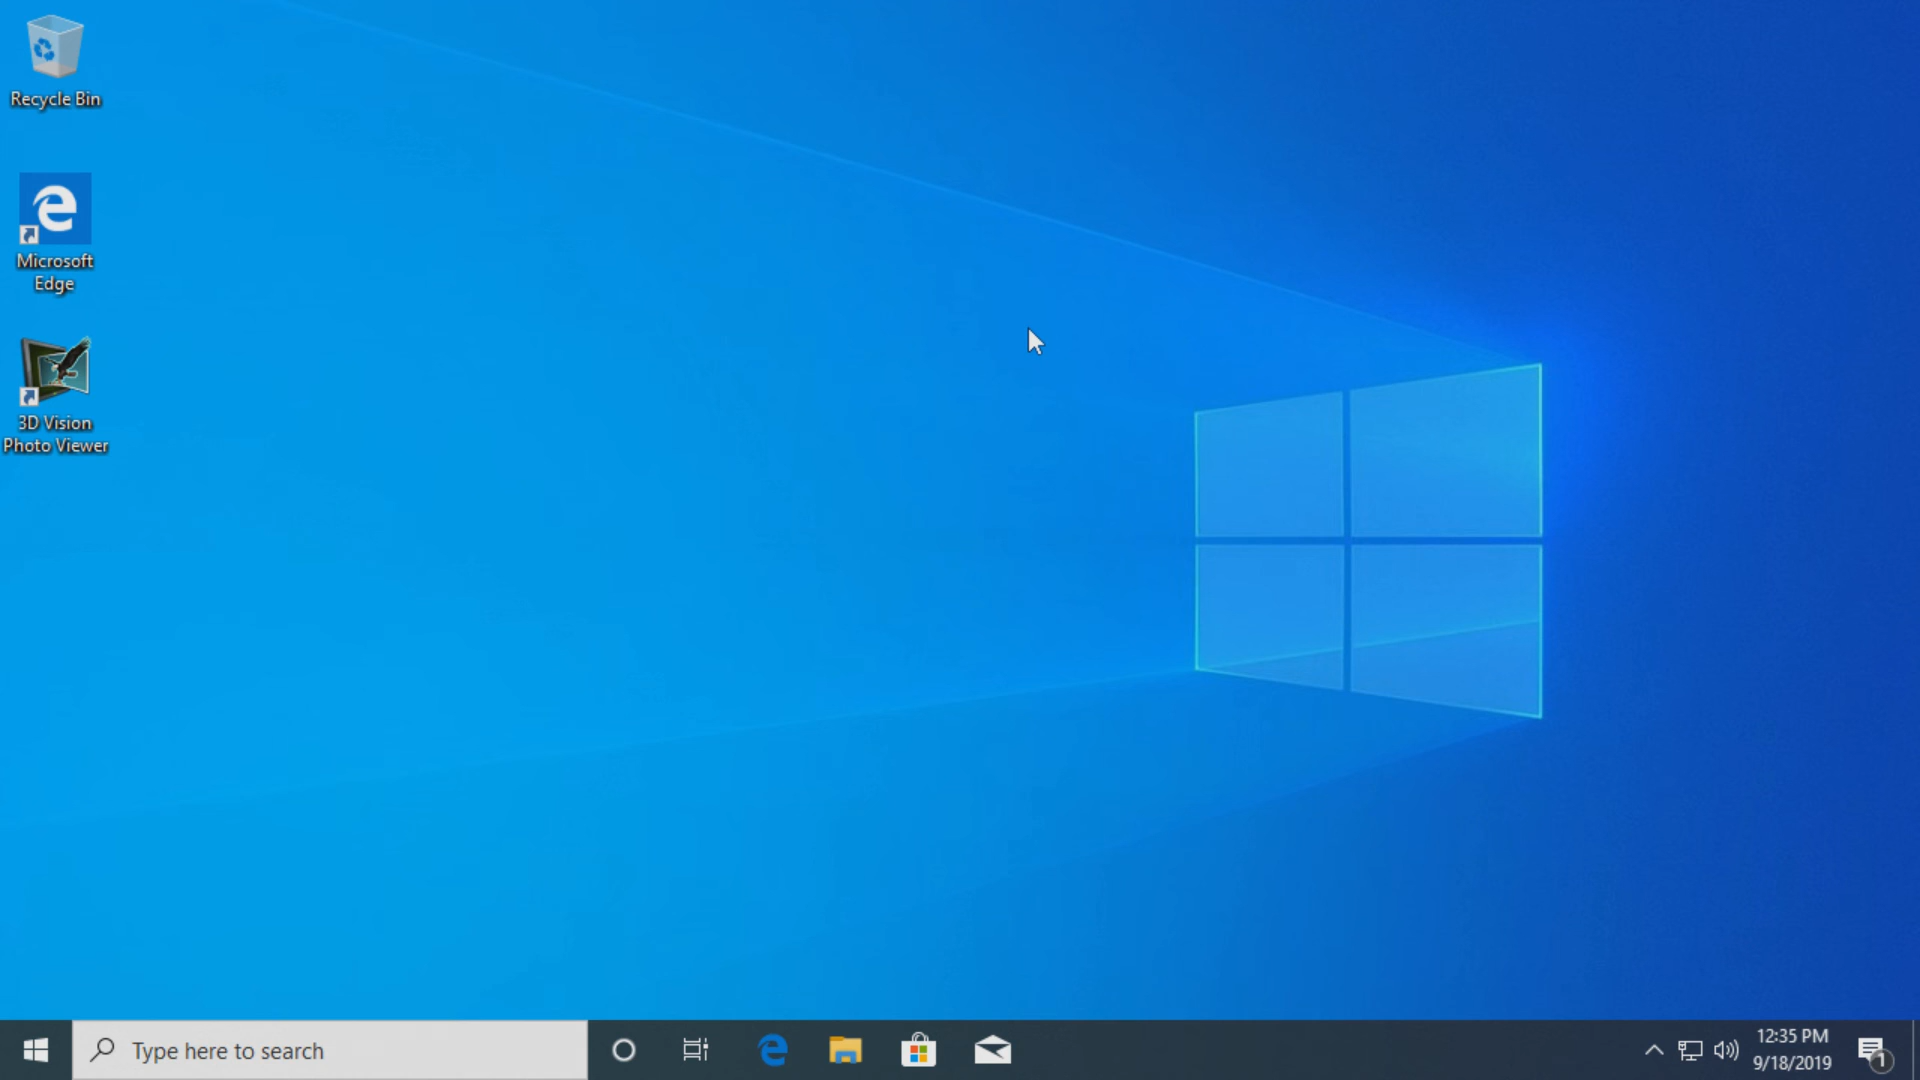 Recycle Bin
Microsoft
Edge
3D Vision
Photo Viewer
Type here to search
12:35 PM
9/18/2019
1